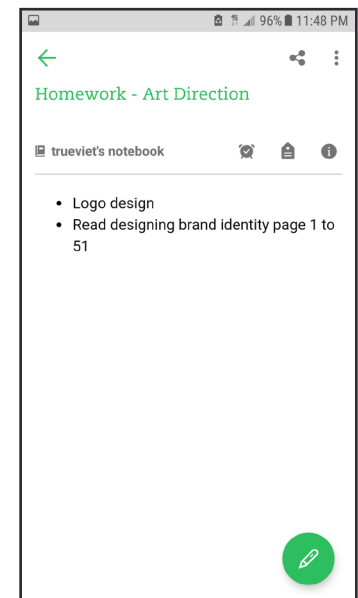 96% 11:48 PM
Homework - Art Direction
trueviet's notebook
• Logo design
• Read designing brand identity page 1 to
51